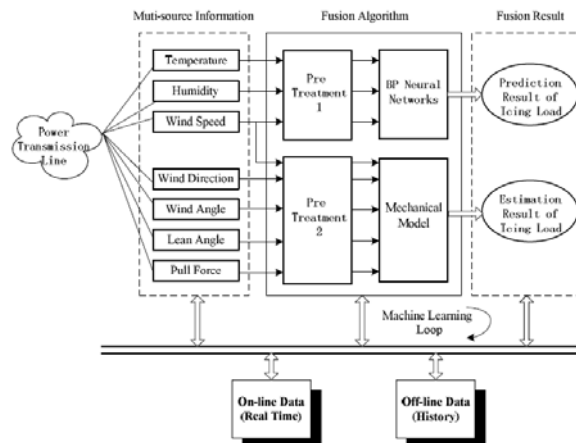 Muti-source Information
Fusion Algorithm
Fusion Result
Temperature
Humidity
Wind Speed
Wind Direction
Wind Angle
Lean Angle
Pull Force
Power
Transmission
Line
Pre
Treatment
1
BP Neural
Networks
Pre
Treatment
2
Mechanical
Model
Prediction
Result of
Icing Load
Estimation
Result of
Icing Load
Machine Learning
Loop
On-line Data
(Real Time)
Off-line Data
(History)